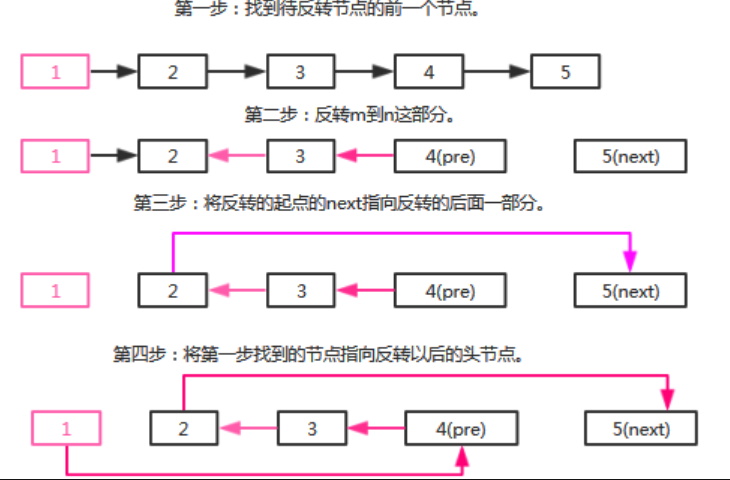 第一步：找到待反转节点的前一个节点。
1 2 3 4 5
第二步：反转m到n这部分。
1 2 3 4(pre) 5(next)
第三步：将反转的起点的next指向反转的后面一部分。
1 2 3 4(pre) 5(next)
第四步：将第一步找到的节点指向反转以后的头节点。
1 2 3 4(pre) 5(next)